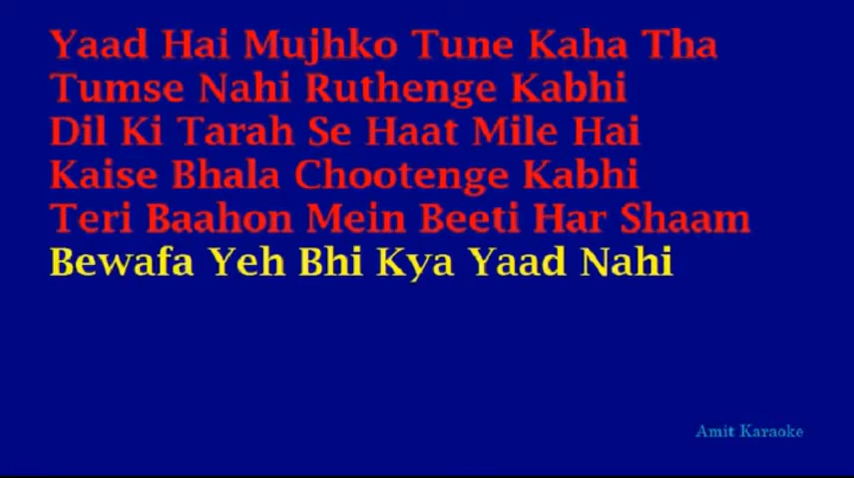 Yaad Hai Mujhko Tune Kaha Tha
Tumse Nahi Ruthenge Kabhi
Dil Ki Tarah Se Haat Mile Hai
Kaise Bhala Chootenge Kabhi
Teri Baahon Mein Beeti Har Shaam
Bewafa Yeh Bhi Kya Yaad Nahi
Amit Karaoke